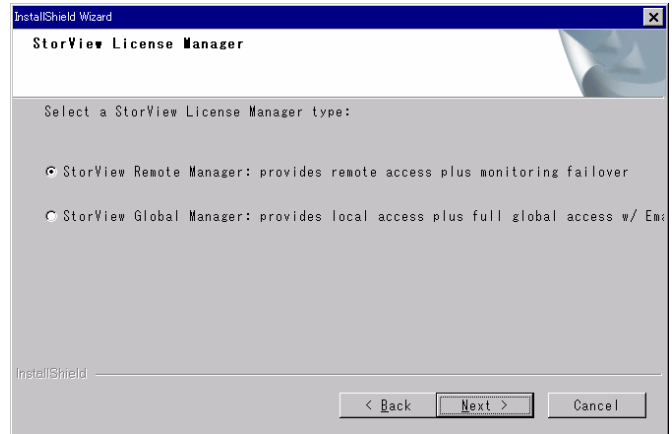 InstallShield Wizard
StorView License Manager
Select a StorView License Manager type:
StorView Remote Manager: provides remote access plus monitoring failover
StorView Global Manager: provides local access plus full global access w/ Ema
InstallShield
< Back
Next >
Cancel